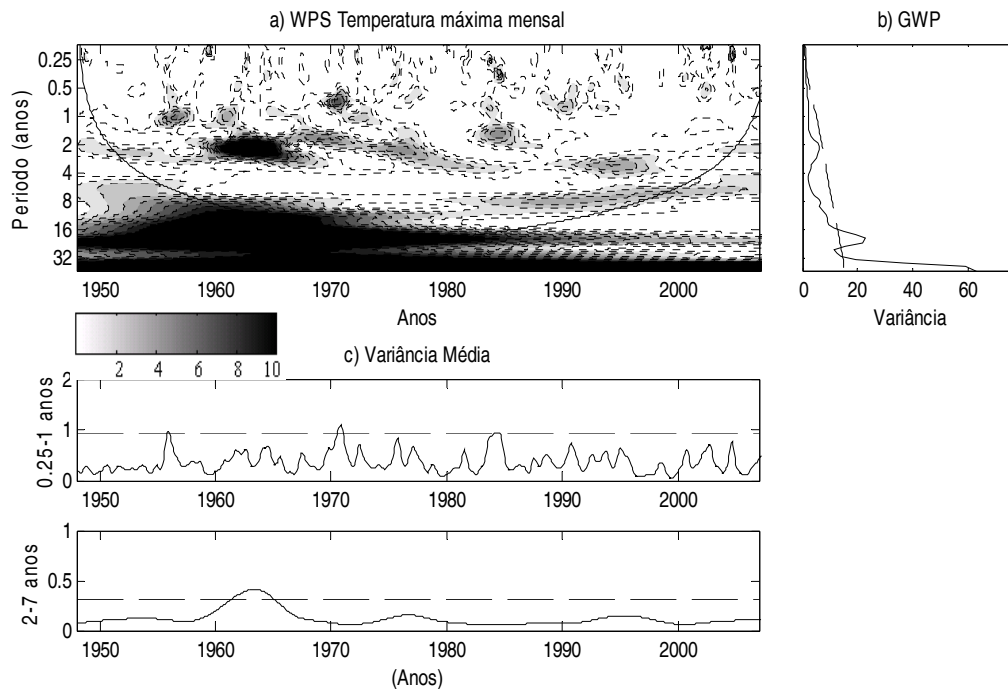 a) WPS Temperatura máxima mensal
b) GWP
Periodo (anos)
0.25
0.5
1
2
4
8
16
32
1950 1960 1970 1980 1990 2000
Anos
0 20 40 60
Variância
2 4 6 8 10
c) Variância Média
0.25-1 anos
2
1
0
1950 1960 1970 1980 1990 2000
2-7 anos
1
0.5
0
1950 1960 1970 1980 1990 2000
(Anos)